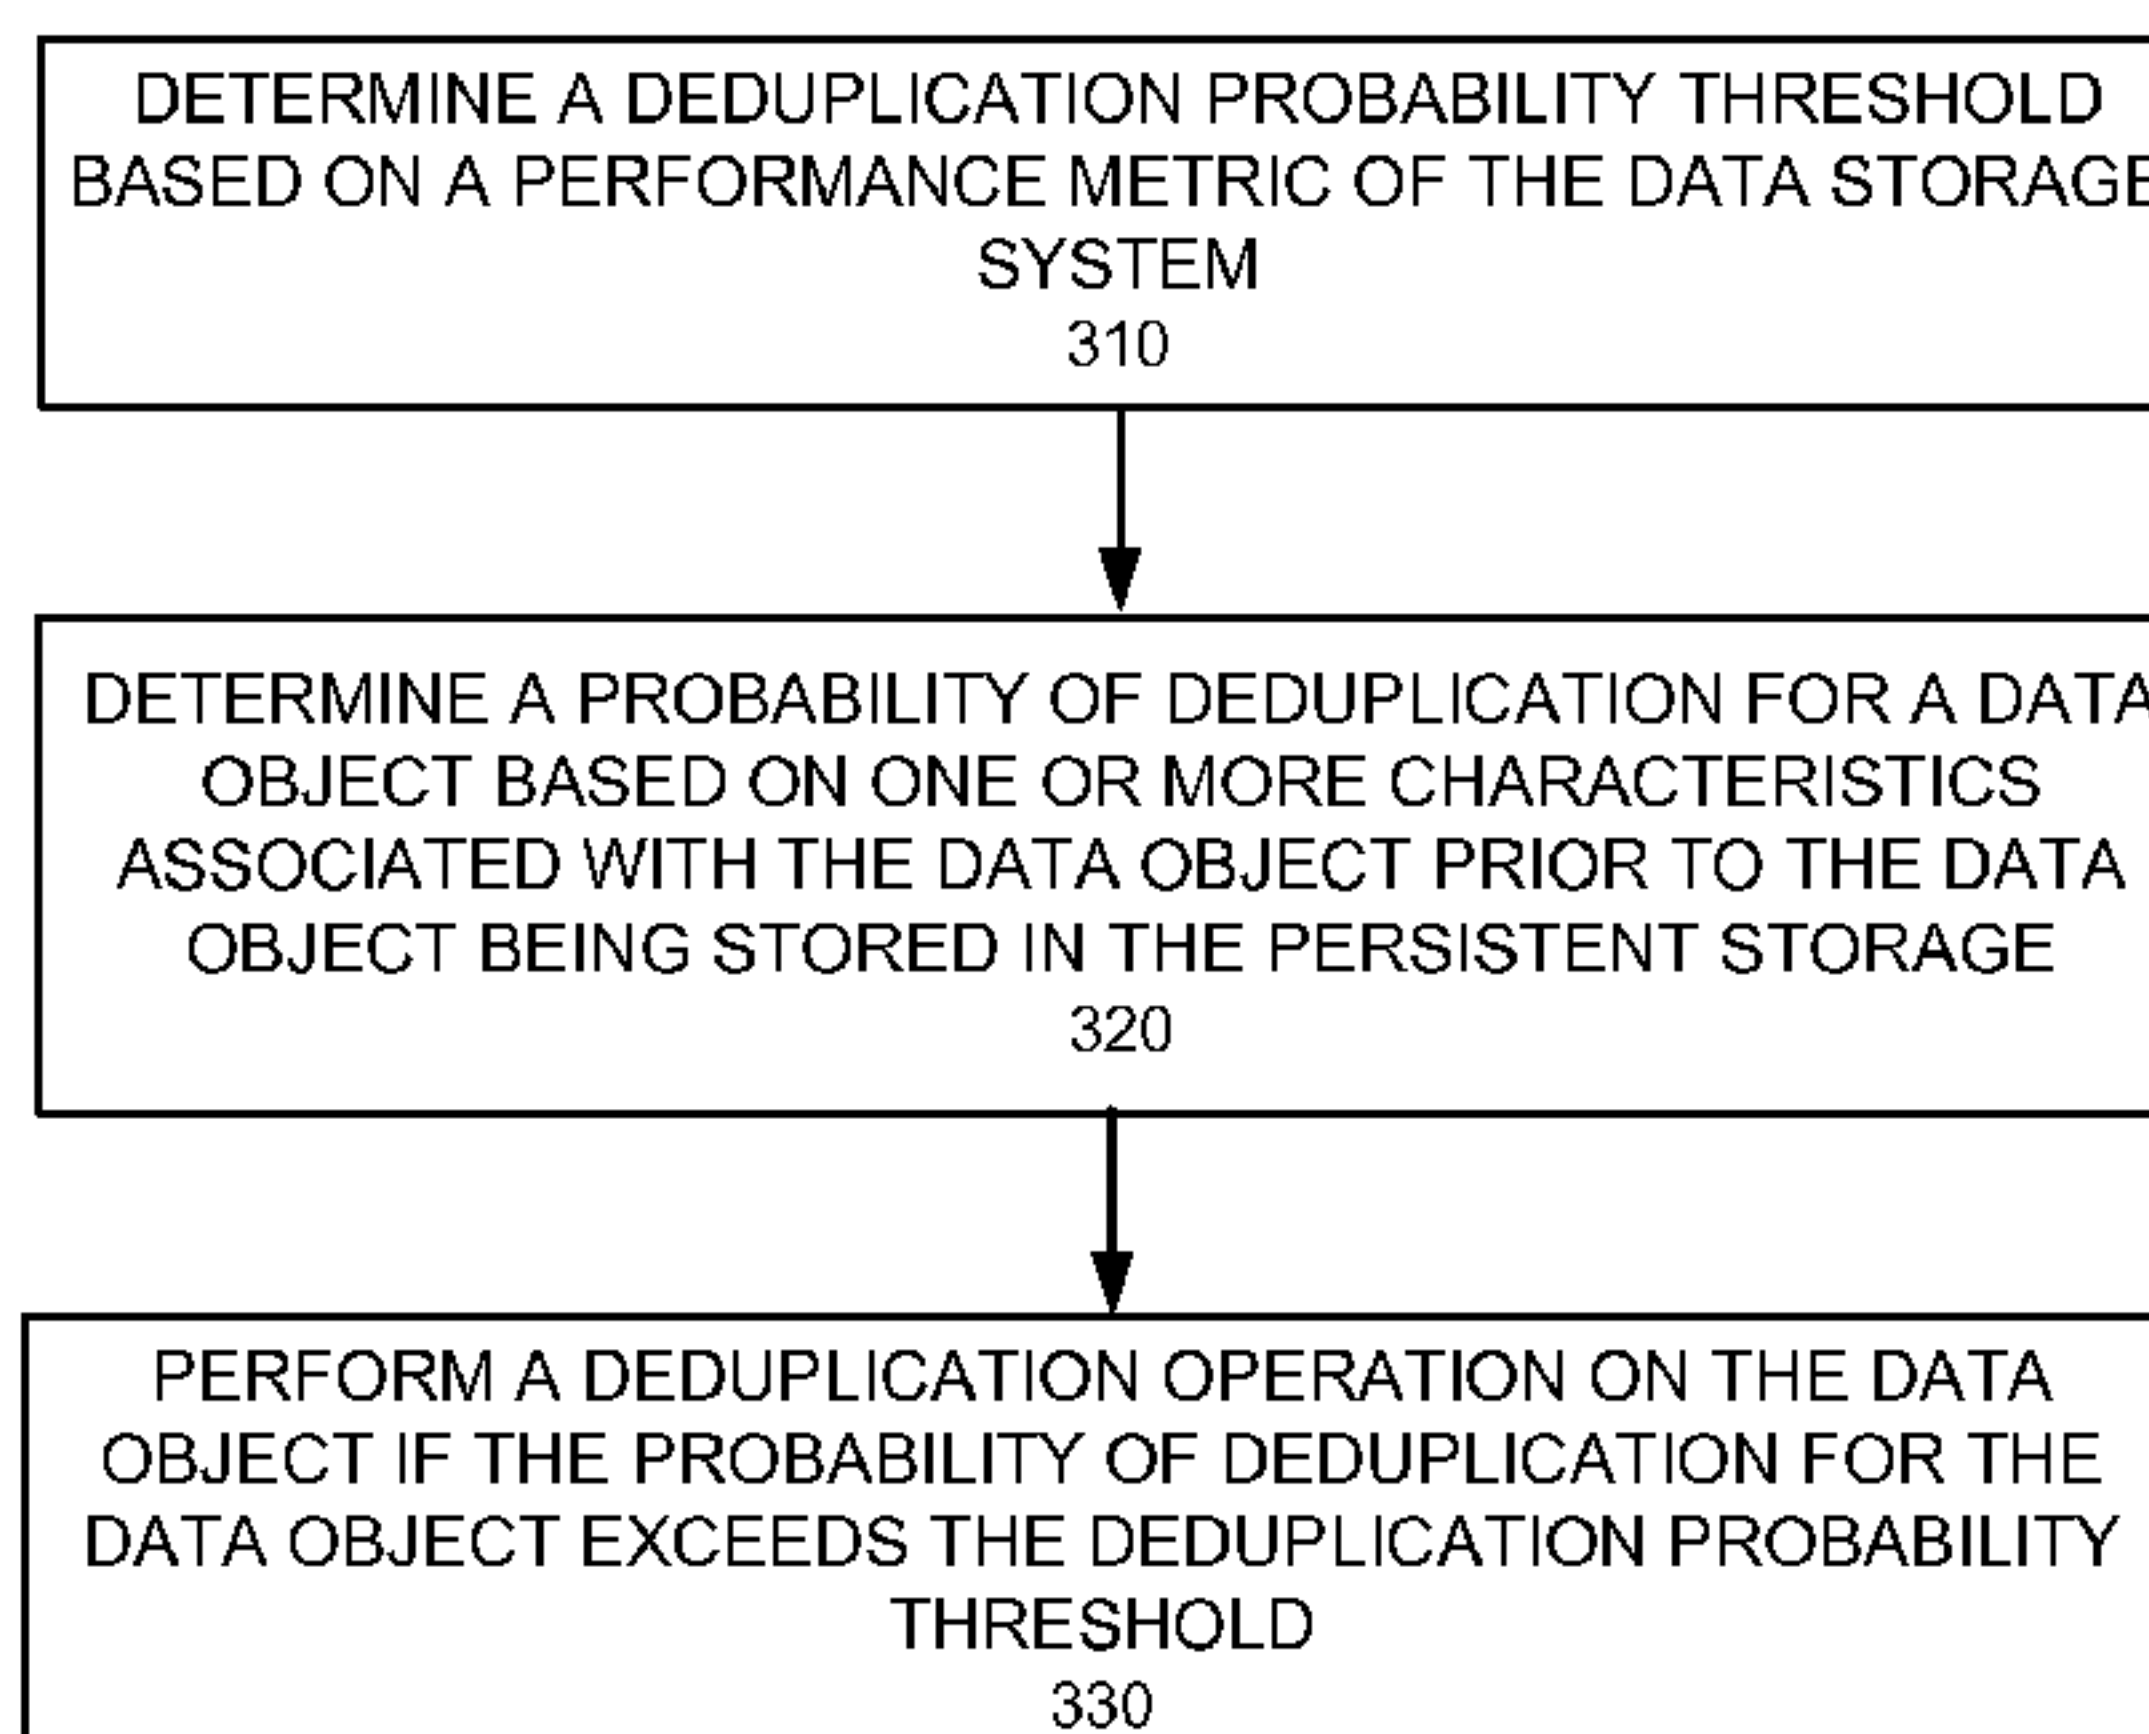 DETERMINE A DEDUPLICATION PROBABILITY THRESHOLD
BASED ON A PERFORMANCE METRIC OF THE DATA STORAGE
SYSTEM
310
DETERMINE A PROBABILITY OF DEDUPLICATION FOR A DATA
OBJECT BASED ON ONE OR MORE CHARACTERISTICS
ASSOCIATED WITH THE DATA OBJECT PRIOR TO THE DATA
OBJECT BEING STORED IN THE PERSISTENT STORAGE
320
PERFORM A DEDUPLICATION OPERATION ON THE DATA
OBJECT IF THE PROBABILITY OF DEDUPLICATION FOR THE
DATA OBJECT EXCEEDS THE DEDUPLICATION PROBABILITY
THRESHOLD
330